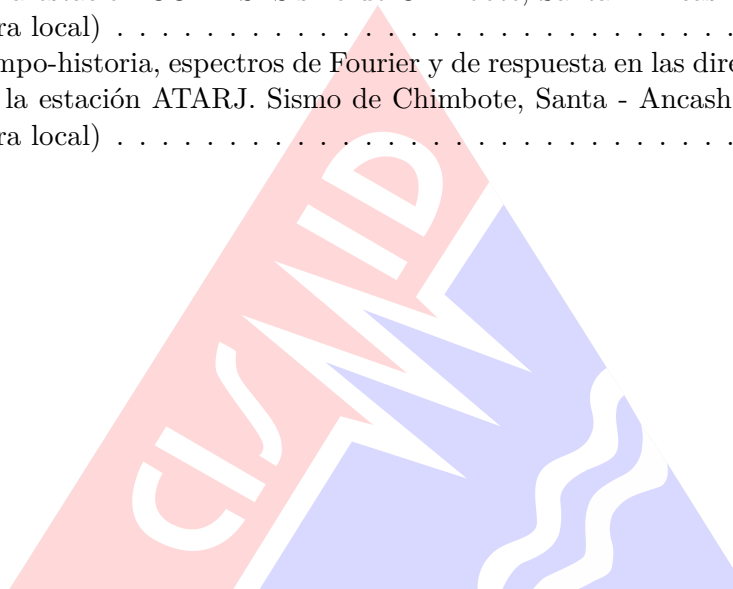 ra local) . . . . . . . . . . . . . . . . . . . . . . . . . . . . . . . . .
mpo-historia, espectros de Fourier y de respuesta en las dire
la estación ATARJ. Sismo de Chimbote, Santa - Ancash
ra local) . . . . . . . . . . . . . . . . . . . . . . . . . . . . . . . . .
CISMID